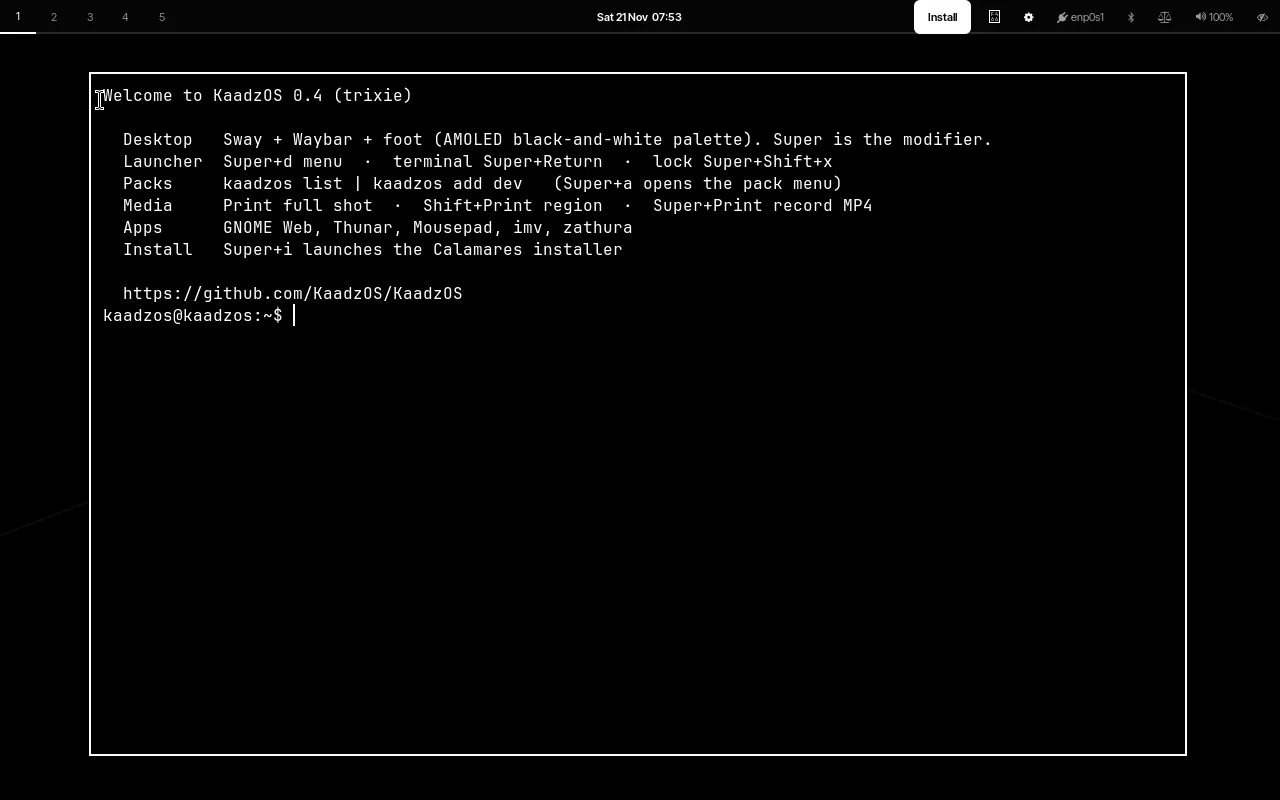 1 2 3 4 5 Sat 21 Nov 07:53 Install enp0s1 100%
Welcome to KaadzOS 0.4 (trixie)
Desktop Sway + Waybar + foot (AMOLED black-and-white palette). Super is the modifier.
Launcher Super+d menu · terminal Super+Return · lock Super+Shift+x
Packs kaadzos list | kaadzos add dev (Super+a opens the pack menu)
Media Print full shot · Shift+Print region · Super+Print record MP4
Apps GNOME Web, Thunar, Mousepad, imv, zathura
Install Super+i launches the Calamares installer
https://github.com/KaadzOS/KaadzOS
kaadzos@kaadzos:~$